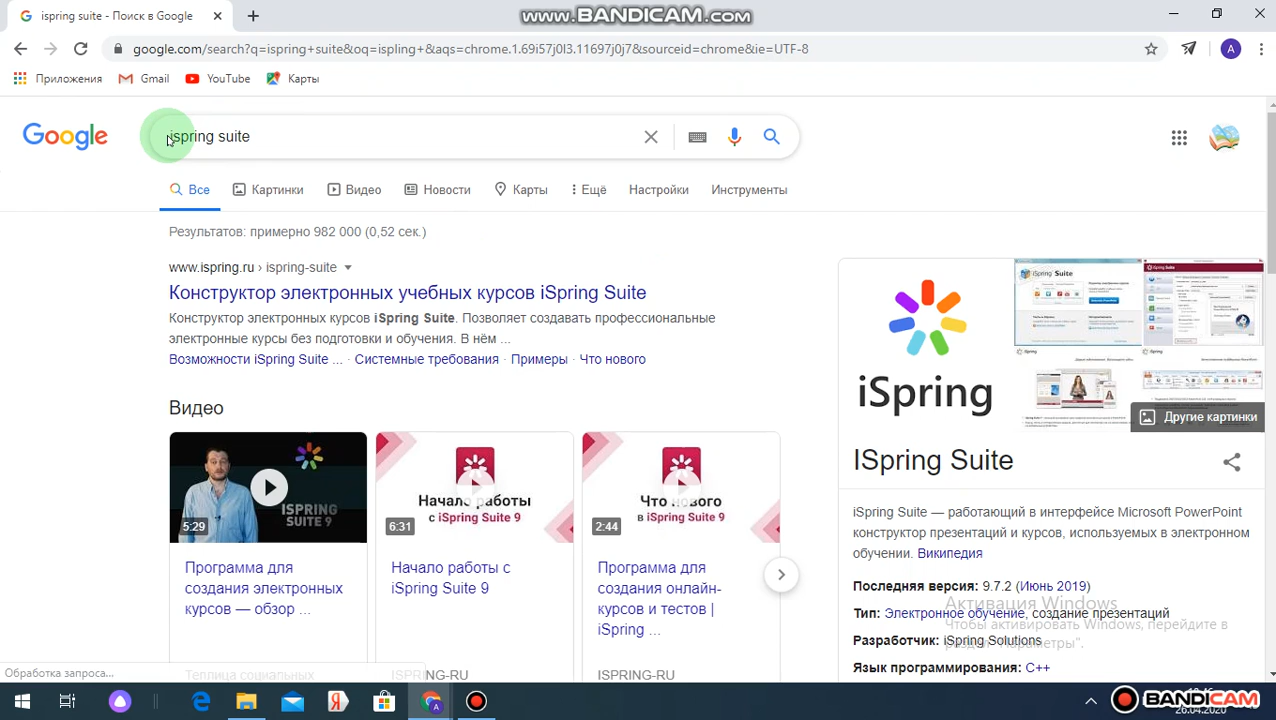 ispring suite - Поиск в Google
www.BANDICAM.com
google.com/search?q=ispring+suite&oq=ispling+&aqs=chrome.1.69i57j0l3.11697j0j7&sourceid=chrome&ie=UTF-8
A
Приложения Gmail YouTube Карты
Google ispring suite
Все Картинки Видео Новости Карты Ещё Настройки Инструменты
Результатов: примерно 982 000 (0,52 сек.)
www.ispring.ru › ispring-suite
Конструктор электронных учебных курсов iSpring Suite
Конструктор электронных курсов iSpring Suite
электронные курсы без подготовки и обучения. В нем ...
Возможности iSpring Suite · Системные требования · Примеры · Что нового
Видео
5:29
ISPRING SUITE 9
Программа для создания электронных курсов — обзор ...
Теплица социальных
Начало работы
с iSpring Suite 9
6:31
Начало работы с iSpring Suite 9
ISPRING-RU
Что нового
в iSpring Suite 9
2:44
Программа для создания онлайн-курсов и тестов | iSpring ...
ISPRING-RU
iSpring
Другие картинки
ISpring Suite
iSpring Suite — работающий в интерфейсе Microsoft PowerPoint
конструктор презентаций и курсов, используемых в электронном
обучении. Википедия
Последняя версия: 9.7.2 (Июнь 2019)
Тип: Электронное обучение, создание презентаций
Разработчик: iSpring Solutions
Язык программирования: C++
Активация Windows
Чтобы активировать Windows, перейдите в
раздел "Параметры".
Обработка запроса...
26.04.2020
BANDICAM